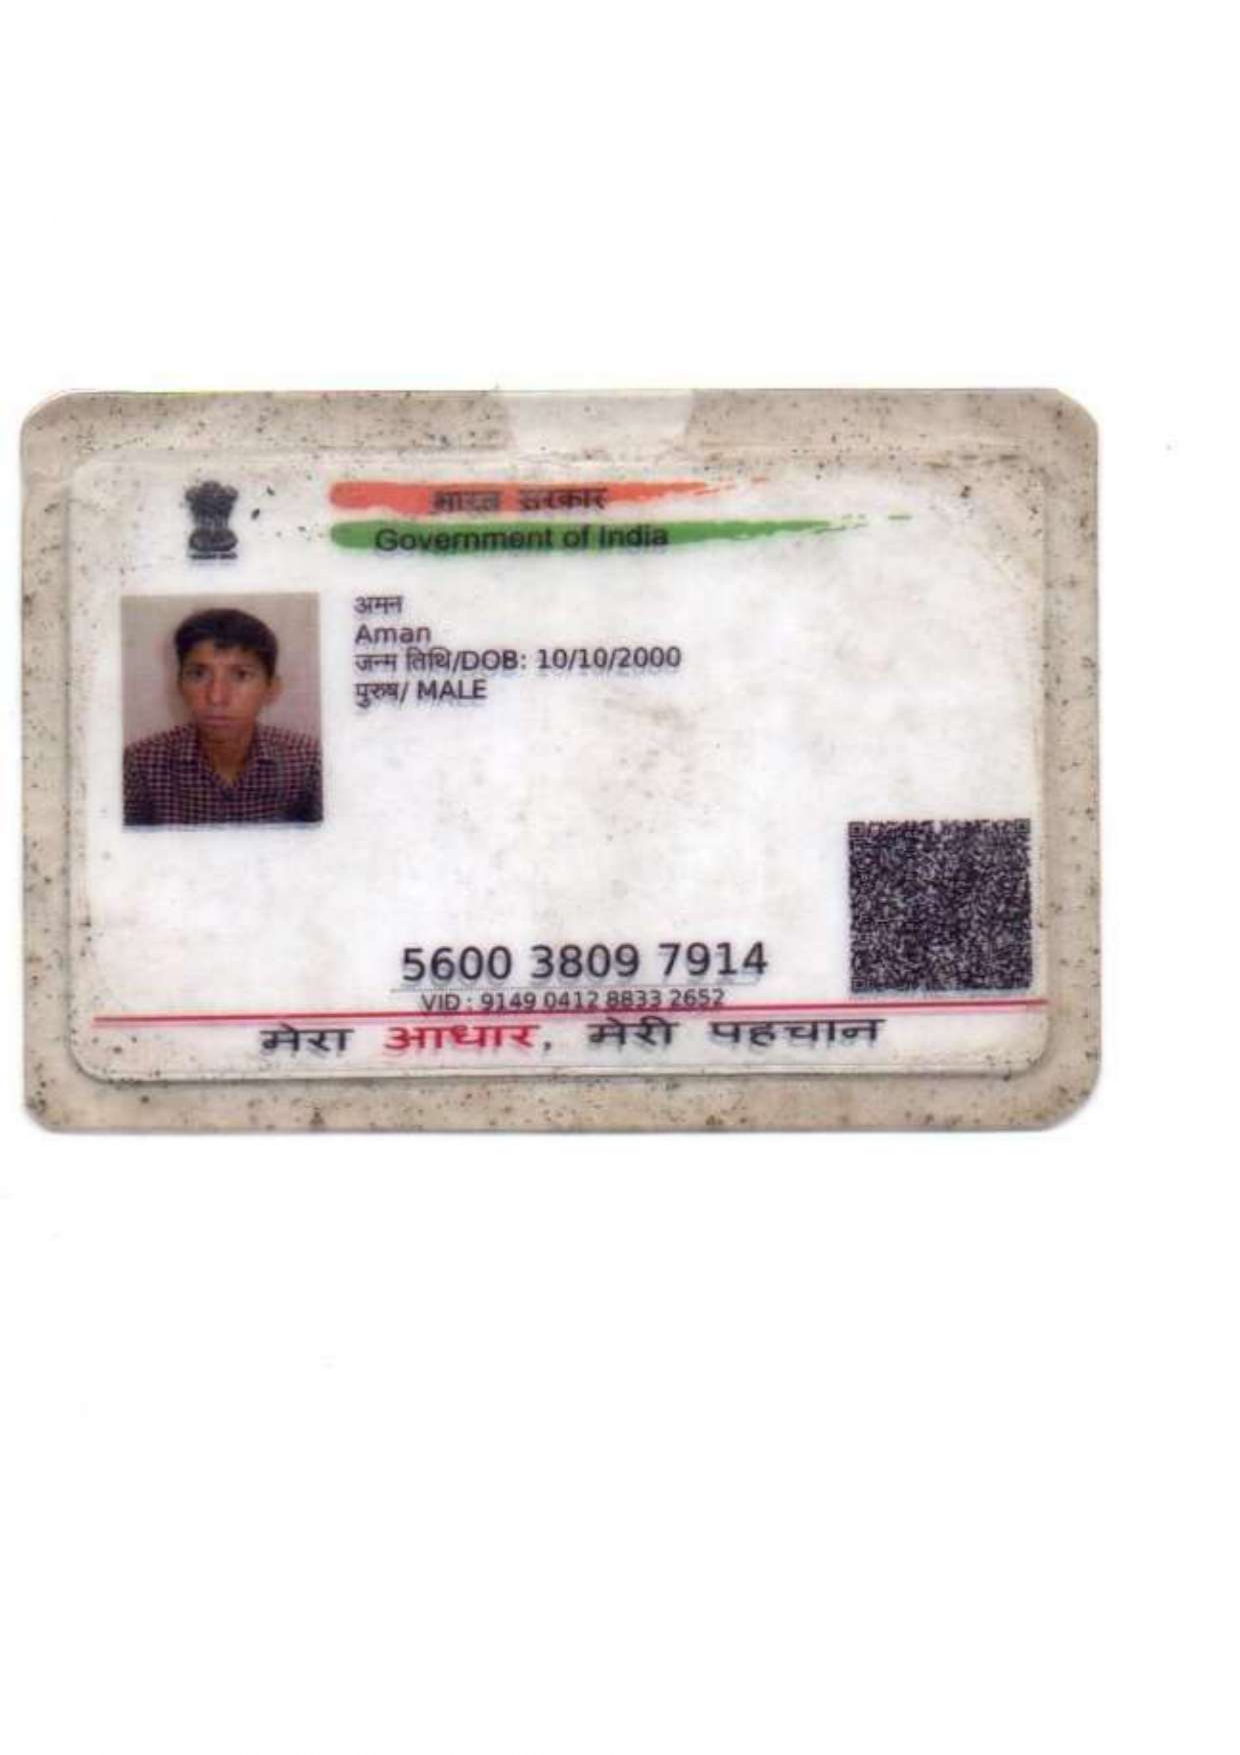 भारत सरकार
Government of India
अमन
Aman
जन्म तिथि/DOB: 10/10/2000
पुरुष/ MALE
5600 3809 7914
VID : 9149 0412 8833 2652
मेरा आधार, मेरी पहचान